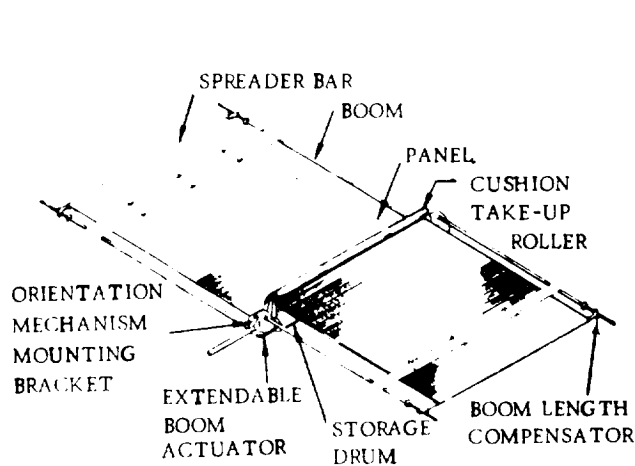 SPREADER BAR
BOOM
PANEL
CUSHION
TAKE-UP
ROLLER
ORIENTATION
MECHANISM
MOUNTING
BRACKET
EXTENDABLE
BOOM
ACTUATOR
STORAGE
DRUM
BOOM LENGTH
COMPENSATOR